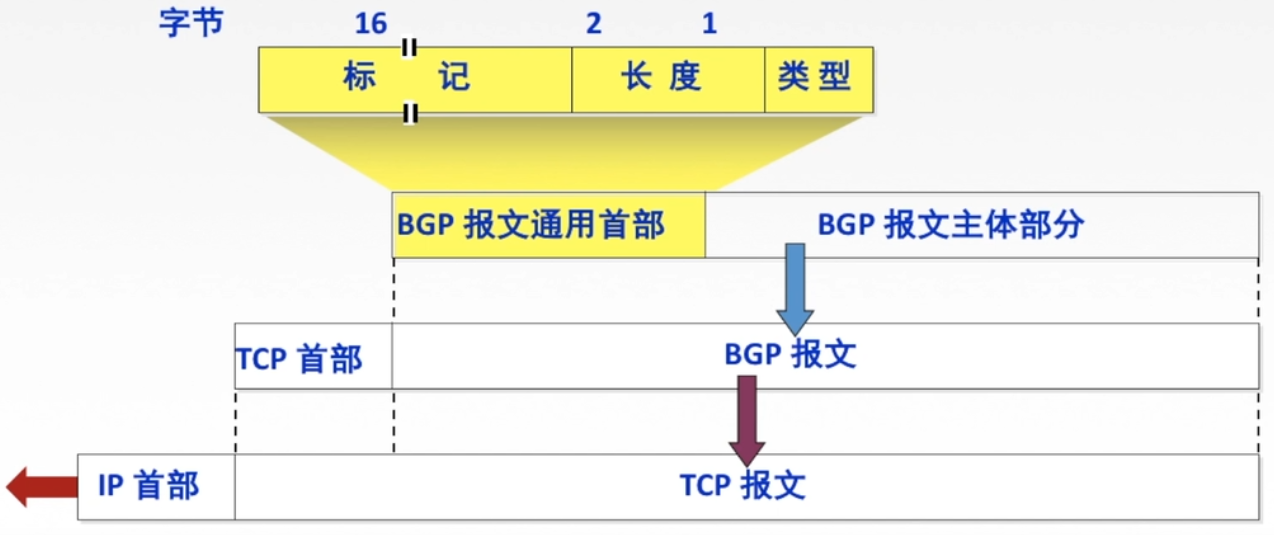 字节 16 2 1
标 记 长 度 类 型
BGP 报文通用首部 BGP 报文主体部分
TCP 首部 BGP 报文
IP 首部 TCP 报文